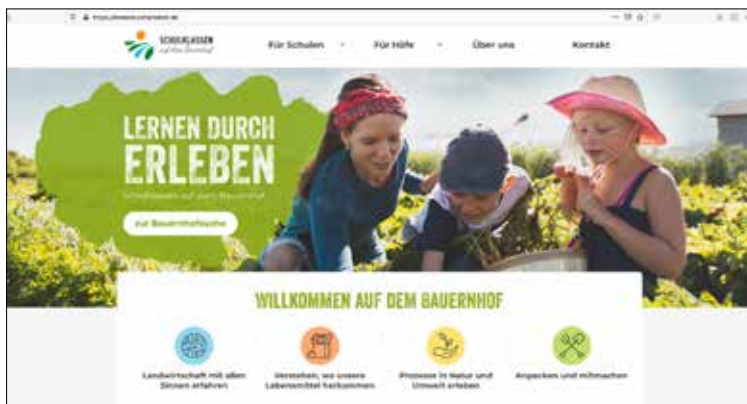 SCHULKLASSEN
auf dem Bauernhof
Für Schulen
Für Höfe
Über uns
Kontakt
LERNEN DURCH
ERLEBEN
Schulklassen auf dem Bauernhof
zur Bauernhofsuche
WILLKOMMEN AUF DEM BAUERNHOF
Landwirtschaft mit allen
Sinnen erfahren
Verstehen, wo unsere
Lebensmittel herkommen
Prozesse in Natur und
Umwelt erleben
Anpacken und mitmachen